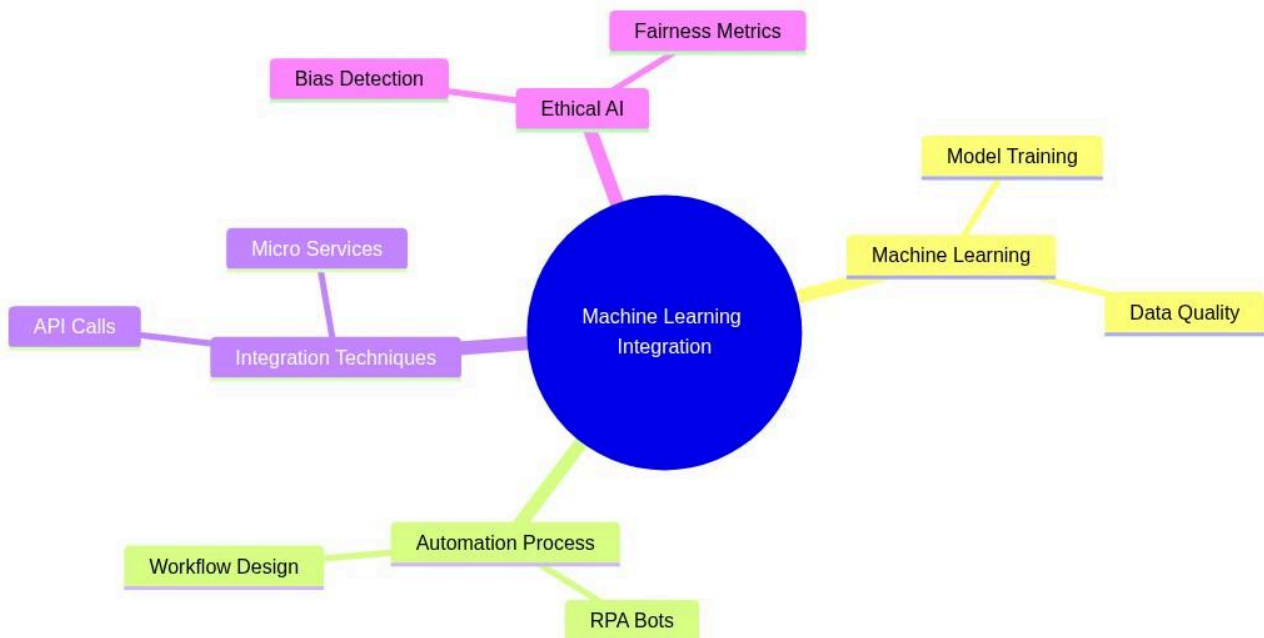 Fairness Metrics
Bias Detection
Ethical AI
Model Training
Micro Services
Machine Learning
Data Quality
API Calls
Integration Techniques
Machine Learning
Integration
Automation Process
Workflow Design
RPA Bots